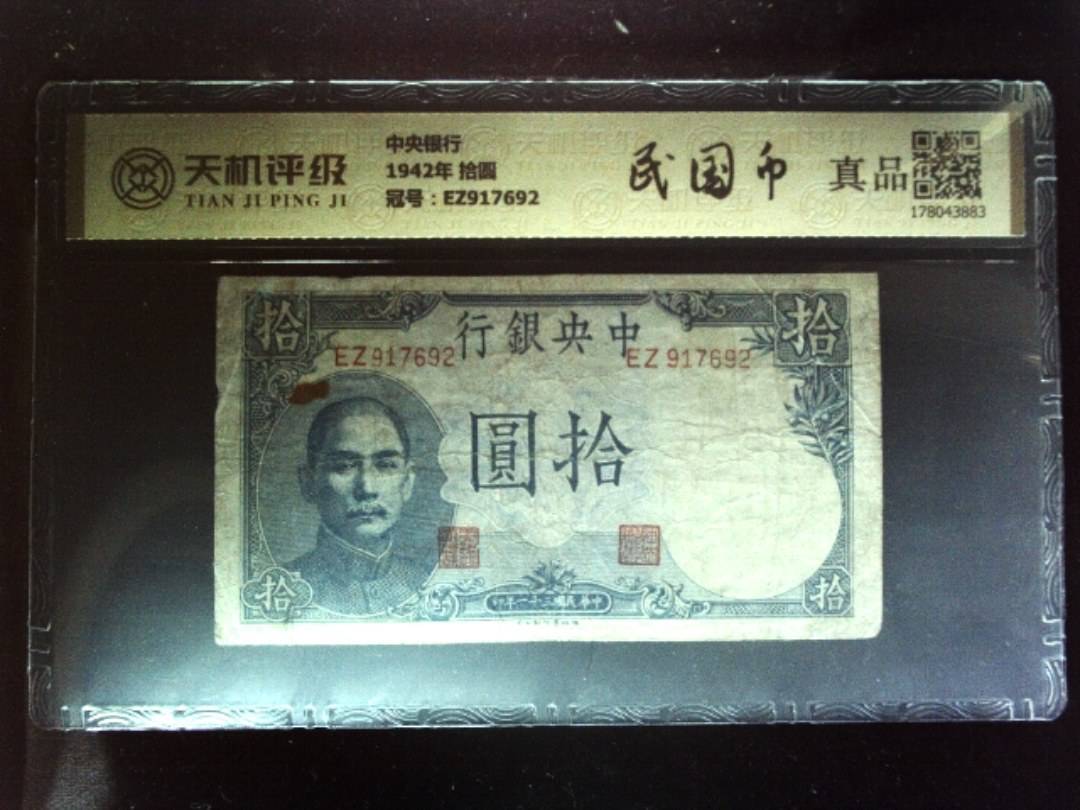 天机评级
TIAN JI PING JI
中央银行
1942年 拾圆
冠号：EZ917692
民国币
真品
178043883
拾
行銀央中
拾
EZ917692
EZ 917692
圓拾
拾
拾